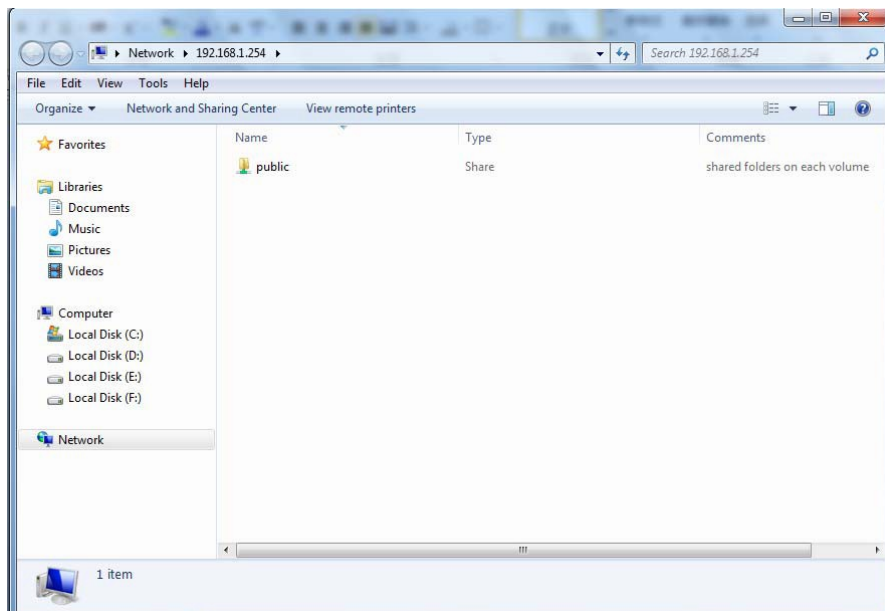 Network ▸ 192.168.1.254 ▸
Search 192.168.1.254
File Edit View Tools Help
Organize Network and Sharing Center View remote printers
Favorites
Libraries
Documents
Music
Pictures
Videos
Computer
Local Disk (C:)
Local Disk (D:)
Local Disk (E:)
Local Disk (F:)
Network
Name Type Comments
public Share shared folders on each volume
1 item